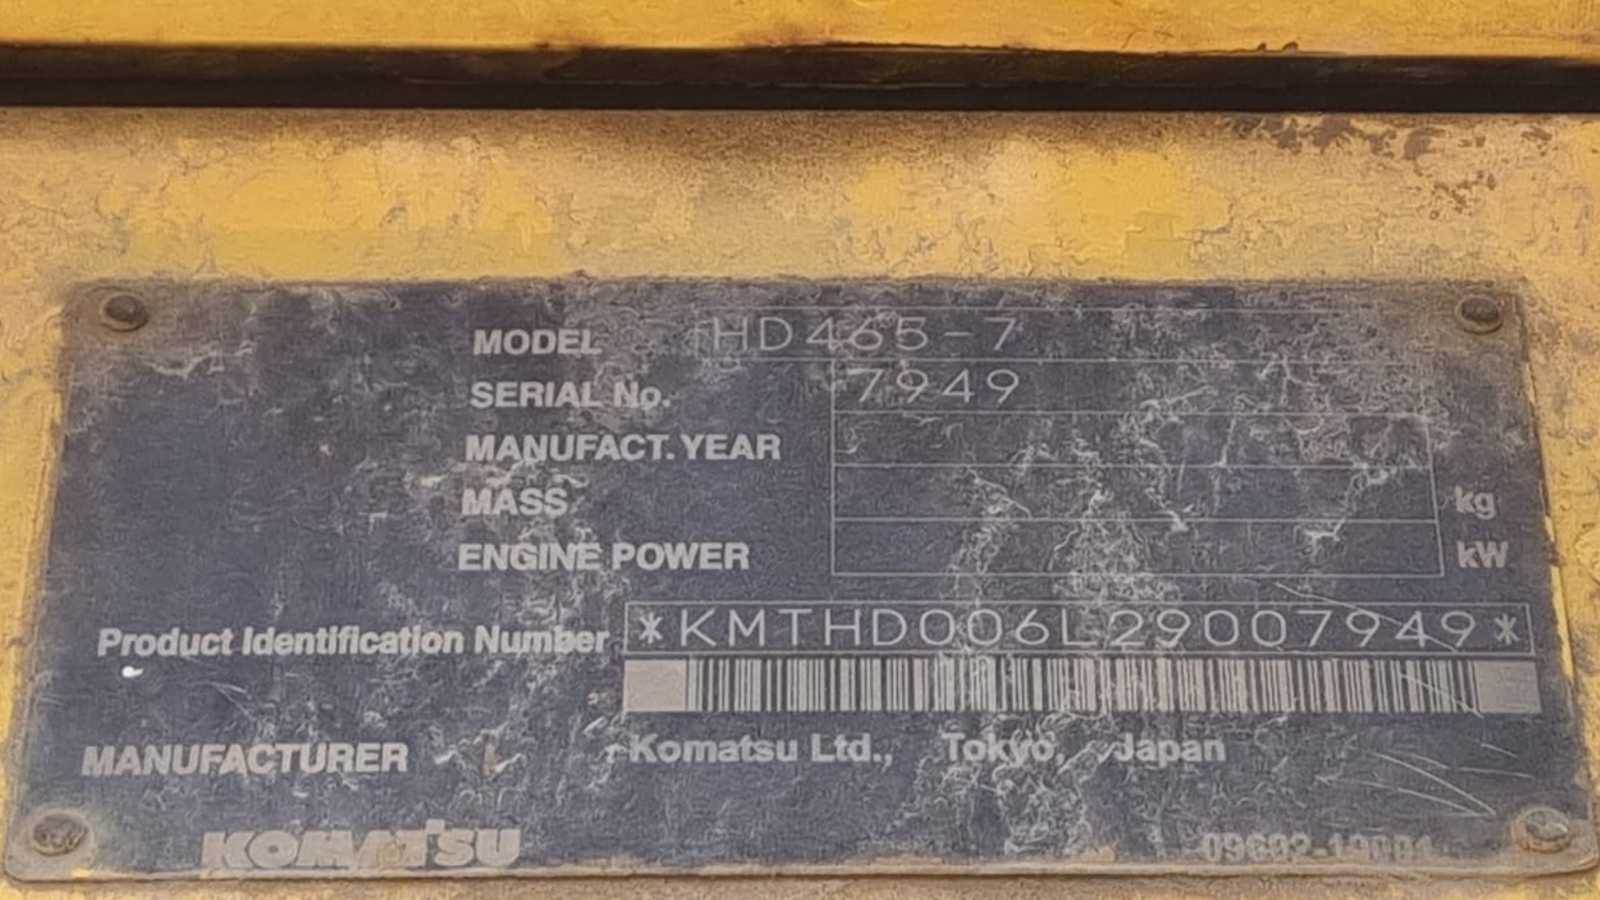 MODEL HD465-7
SERIAL No. 7949
MANUFACT. YEAR
MASS kg
ENGINE POWER kW
Product Identification Number *KMTHD006L29007949*
MANUFACTURER Komatsu Ltd., Tokyo, Japan
KOMATSU